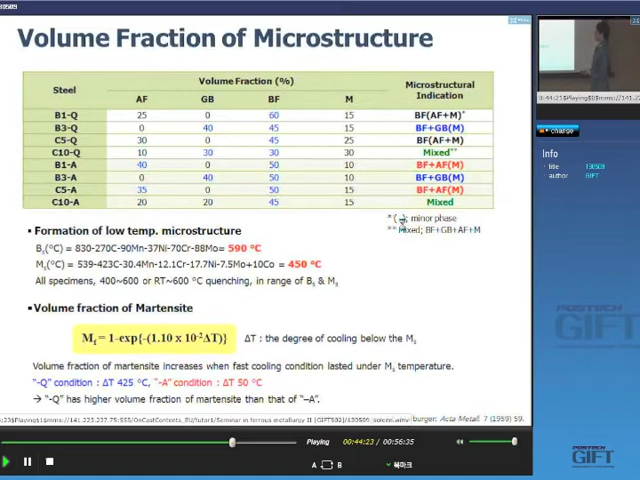 130509
Volume Fraction of Microstructure
Steel
Volume Fraction (%)
Microstructural Indication
AF GB BF M
B1-Q 25 0 60 15 BF(AF+M)*
B3-Q 0 40 45 15 BF+GB(M)
C5-Q 30 0 45 25 BF(AF+M)
C10-Q 10 30 30 30 Mixed**
B1-A 40 0 50 10 BF+AF(M)
B3-A 0 40 50 10 BF+GB(M)
C5-A 35 0 50 15 BF+AF(M)
C10-A 20 20 45 15 Mixed
* ( ); minor phase
** Mixed; BF+GB+AF+M
▪ Formation of low temp. microstructure
Bs(°C) = 830-270C-90Mn-37Ni-70Cr-88Mo= 590 °C
Ms(°C) = 539-423C-30.4Mn-12.1Cr-17.7Ni-7.5Mo+10Co = 450 °C
All specimens, 400~600 or RT~600 °C quenching, in range of Bs & Ms
▪ Volume fraction of Martensite
Mf = 1-exp{-(1.10 x 10⁻²ΔT)}
ΔT : the degree of cooling below the Ms
Volume fraction of martensite increases when fast cooling condition lasted under Ms temperature.
"-Q" condition : ΔT 425 °C, "-A" condition : ΔT 50 °C
→ "-Q" has higher volume fraction of martensite than that of "–A".
burger: Acta Metall. 7 (1959) 59.
Playing
00:44:23 / 00:56:35
A B
북마크
change
Info
title 130509
author GIFT
POSTECH
GIFT